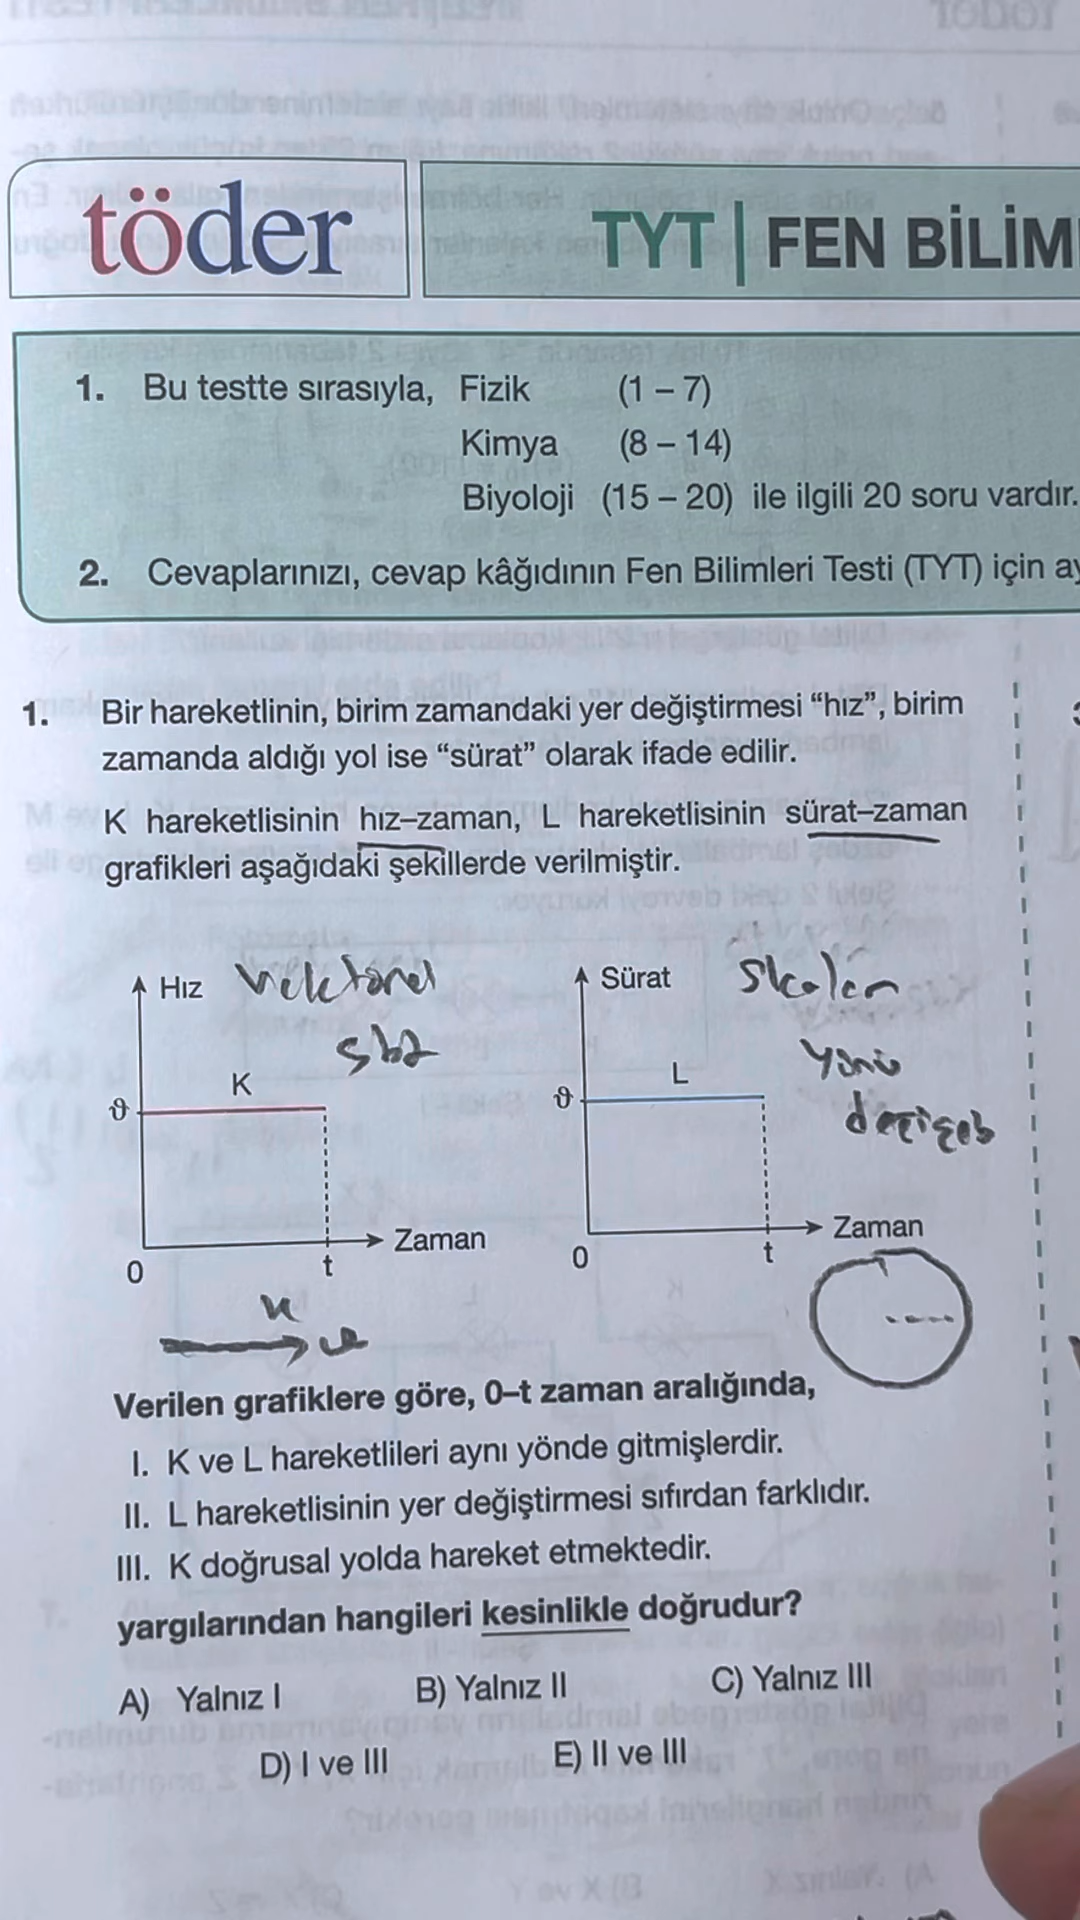 töder
TYT | FEN BİLİM
1. Bu testte sırasıyla, Fizik (1 – 7)
Kimya (8 – 14)
Biyoloji (15 – 20) ile ilgili 20 soru vardır.
2. Cevaplarınızı, cevap kâğıdının Fen Bilimleri Testi (TYT) için ay
1. Bir hareketlinin, birim zamandaki yer değiştirmesi “hız”, birim
zamanda aldığı yol ise “sürat” olarak ifade edilir.
K hareketlisinin hız–zaman, L hareketlisinin sürat–zaman
grafikleri aşağıdaki şekillerde verilmiştir.
Hız vektörel
sbt
K
ϑ
Zaman
0
t
Sürat skaler
yönü
L
ϑ
Zaman
0
t
Verilen grafiklere göre, 0–t zaman aralığında,
I. K ve L hareketlileri aynı yönde gitmişlerdir.
II. L hareketlisinin yer değiştirmesi sıfırdan farklıdır.
III. K doğrusal yolda hareket etmektedir.
yargılarından hangileri kesinlikle doğrudur?
A) Yalnız I
B) Yalnız II
C) Yalnız III
D) I ve III
E) II ve III